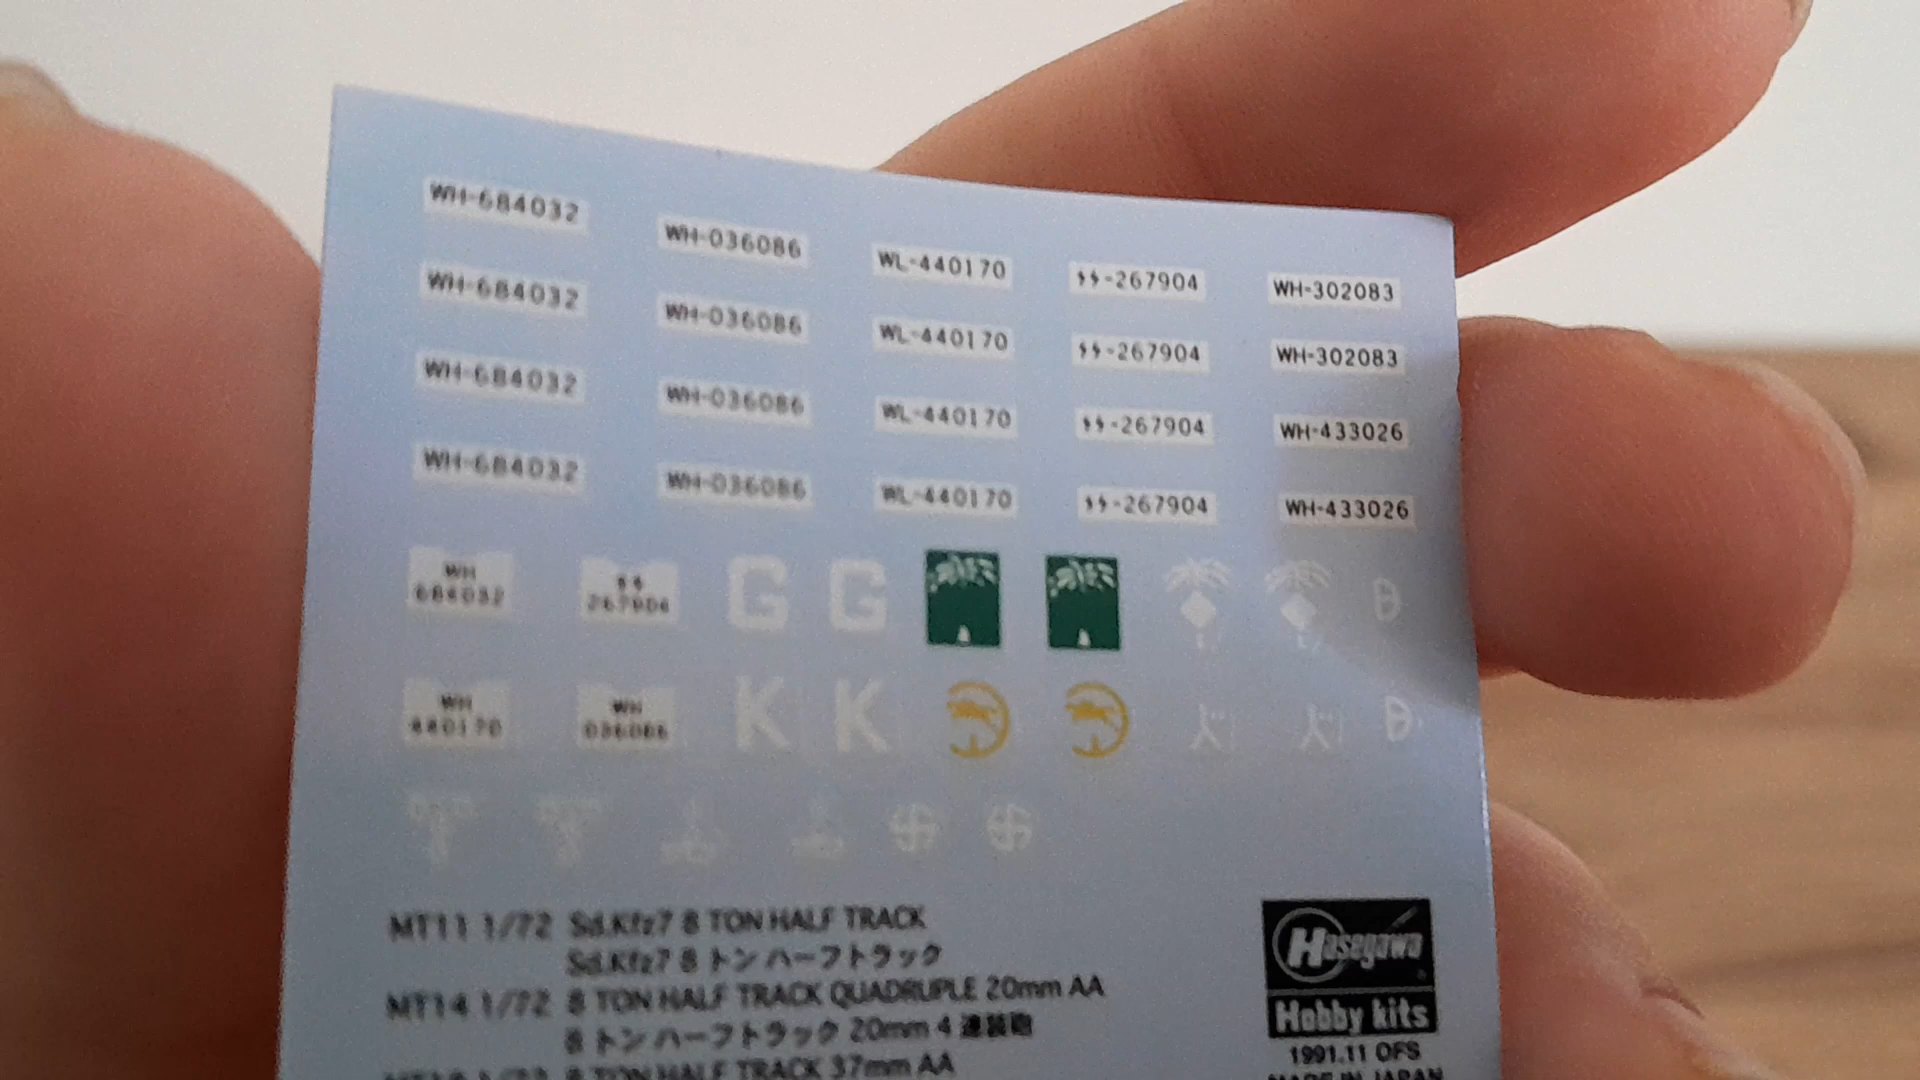 WH-684032 WH-036086 WL-440170 ϟϟ-267904 WH-302083
WH-684032 WH-036086 WL-440170 ϟϟ-267904 WH-302083
WH-684032 WH-036086 WL-440170 ϟϟ-267904 WH-433026
WH-684032 WH-036086 WL-440170 ϟϟ-267904 WH-433026
WH ϟϟ
684032 267904 G G
WH WH
440170 036086 K K
MT11 1/72 Sd.Kfz7 8 TON HALF TRACK
Sd.Kfz7 8 トン ハーフトラック
MT14 1/72 8 TON HALF TRACK QUADRUPLE 20mm AA
8 トン ハーフトラック 20mm 4 連装砲
1/72 8 TON HALF TRACK 37mm AA
Hasegawa
Hobby kits
1991.11 OFS
MADE IN JAPAN